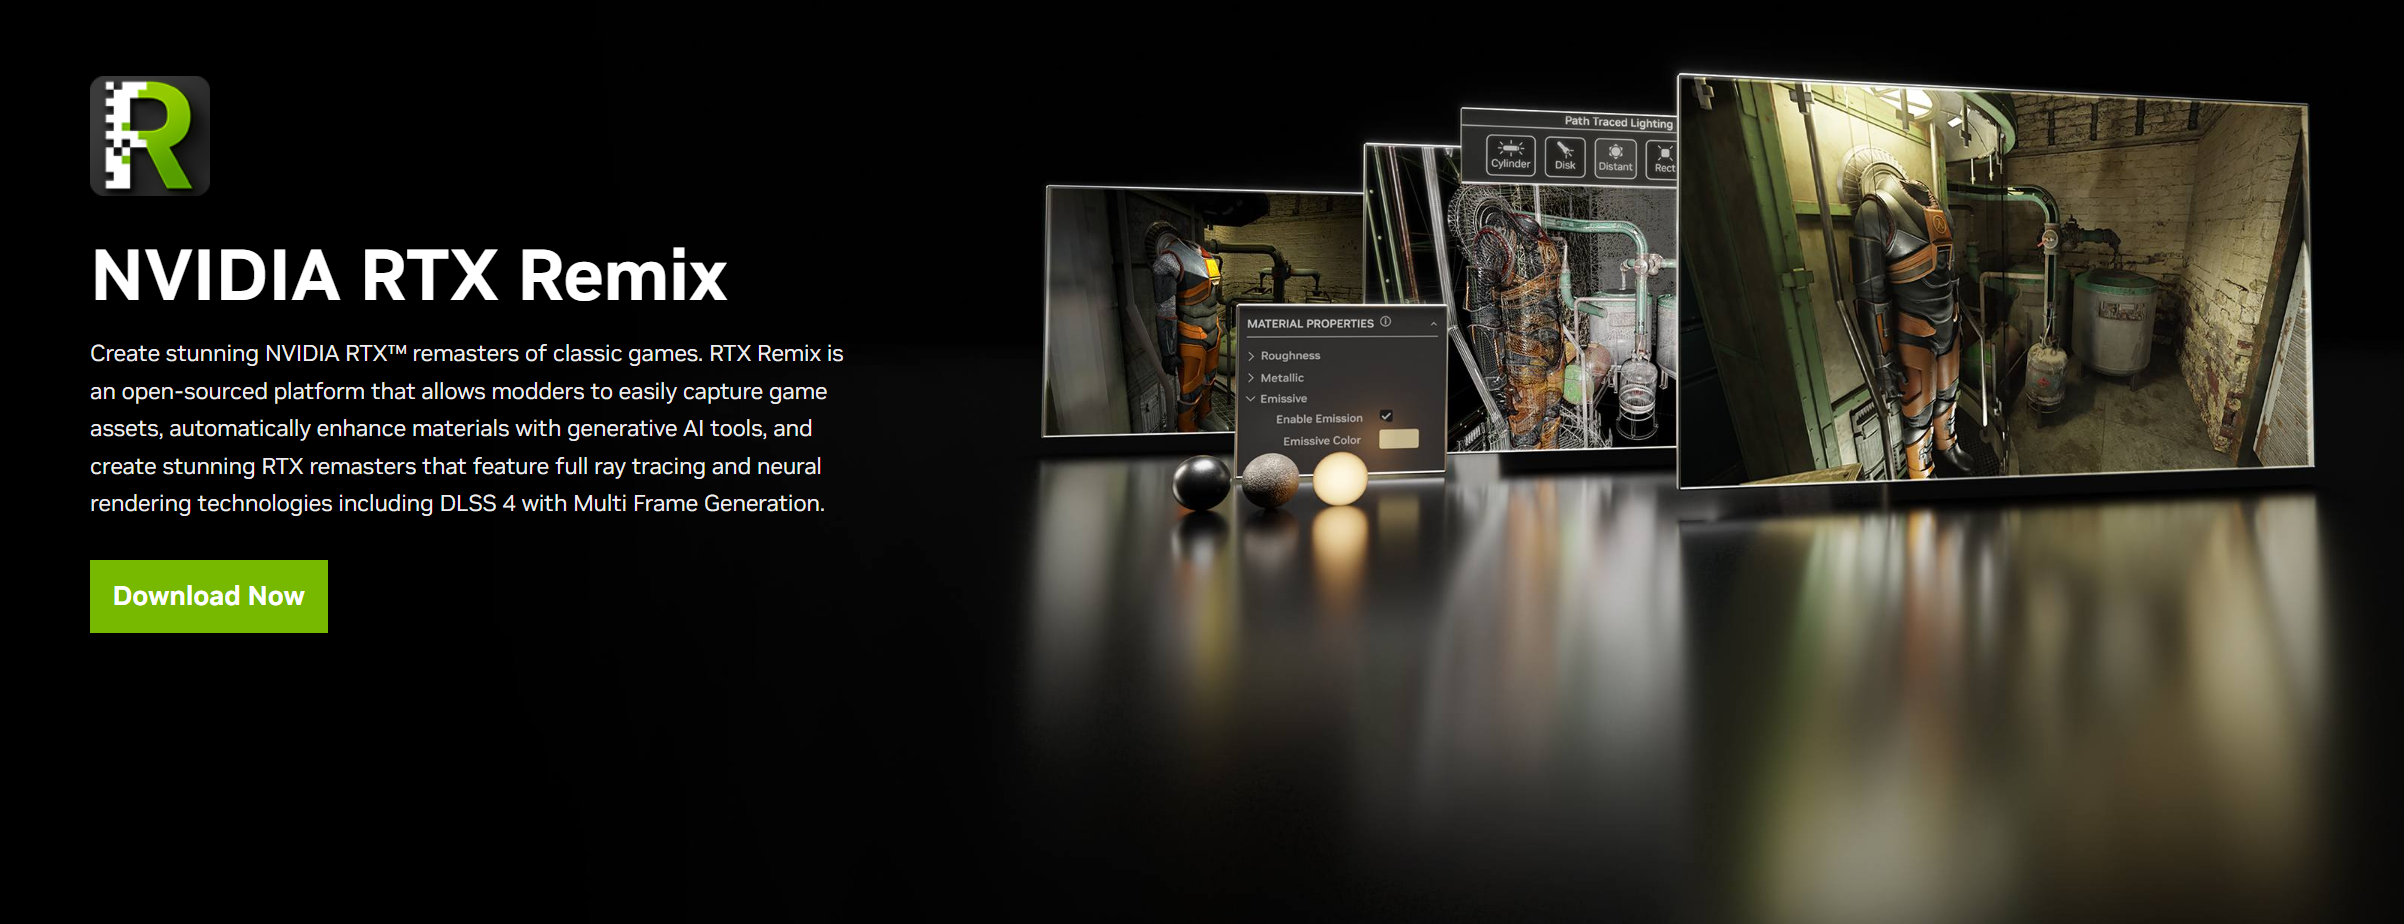 R
NVIDIA RTX Remix
Create stunning NVIDIA RTX™ remasters of classic games. RTX Remix is
an open-sourced platform that allows modders to easily capture game
assets, automatically enhance materials with generative AI tools, and
create stunning RTX remasters that feature full ray tracing and neural
rendering technologies including DLSS 4 with Multi Frame Generation.
Download Now
Path Traced Lighting
Cylinder
Disk
Distant
Rect
MATERIAL PROPERTIES
Roughness
Metallic
Emissive
Enable Emission
Emissive Color